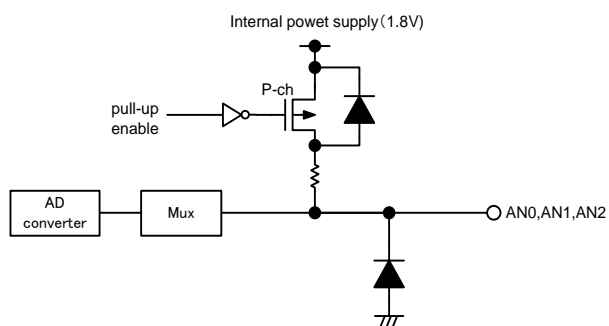 Internal powet supply(1.8V)
P-ch
pull-up
enable
AD
converter
Mux
AN0,AN1,AN2